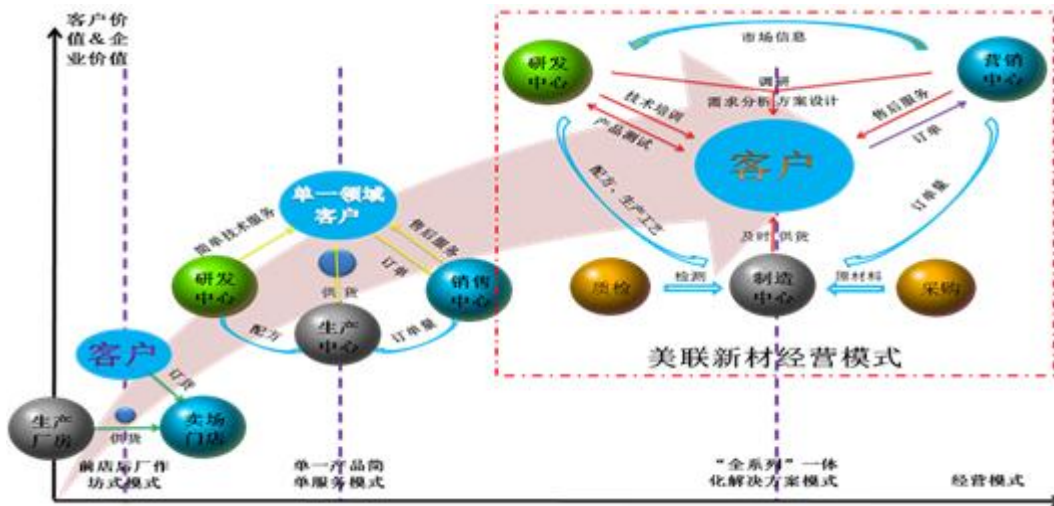 客户价
值&企
业价值
市场信息
研发
中心
营销
中心
调研
需求分析方案设计
技术培训
产品测试
售后服务
订单
客户
配方、生产工艺
订单量
及时供货
质检
检测
制造
中心
原材料
采购
美联新材经营模式
单一领域
客户
简单技术服务
售后服务
订单
研发
中心
供货
销售
中心
配方
生产
中心
订单量
客户
订货
生产
厂房
供货
卖场
门店
前店后厂作
坊式模式
单一产品简
单服务模式
“全系列”一体
化解决方案模式
经营模式